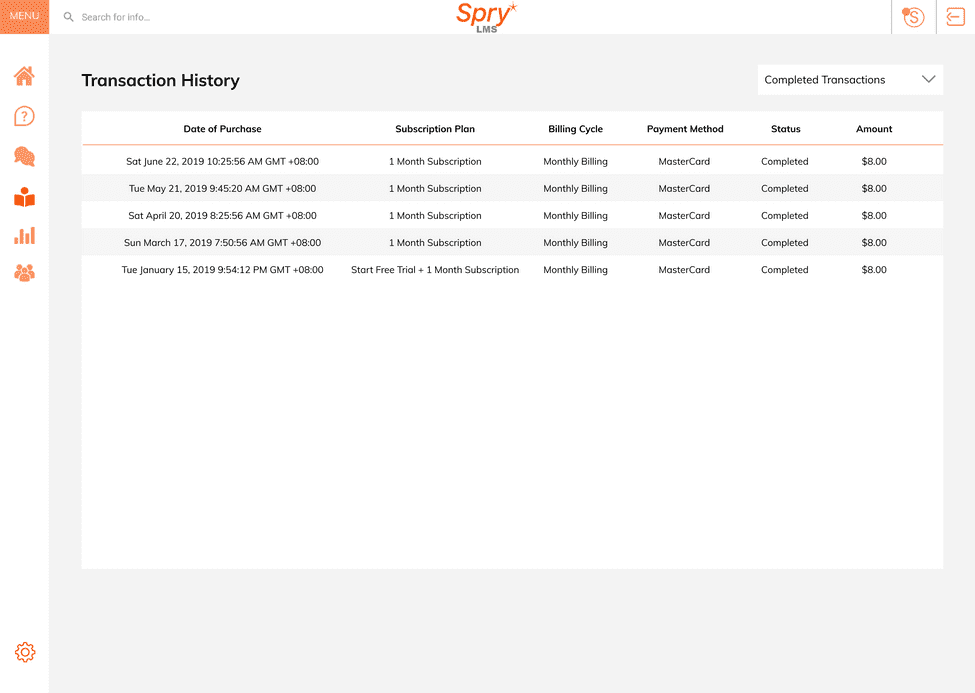 MENU
Search for info...
Spry
LMS
S
?
Transaction History
Completed Transactions
Date of Purchase Subscription Plan Billing Cycle Payment Method Status Amount
Sat June 22, 2019 10:25:56 AM GMT +08:00 1 Month Subscription Monthly Billing MasterCard Completed $8.00
Tue May 21, 2019 9:45:20 AM GMT +08:00 1 Month Subscription Monthly Billing MasterCard Completed $8.00
Sat April 20, 2019 8:25:56 AM GMT +08:00 1 Month Subscription Monthly Billing MasterCard Completed $8.00
Sun March 17, 2019 7:50:56 AM GMT +08:00 1 Month Subscription Monthly Billing MasterCard Completed $8.00
Tue January 15, 2019 9:54:12 PM GMT +08:00 Start Free Trial + 1 Month Subscription Monthly Billing MasterCard Completed $8.00